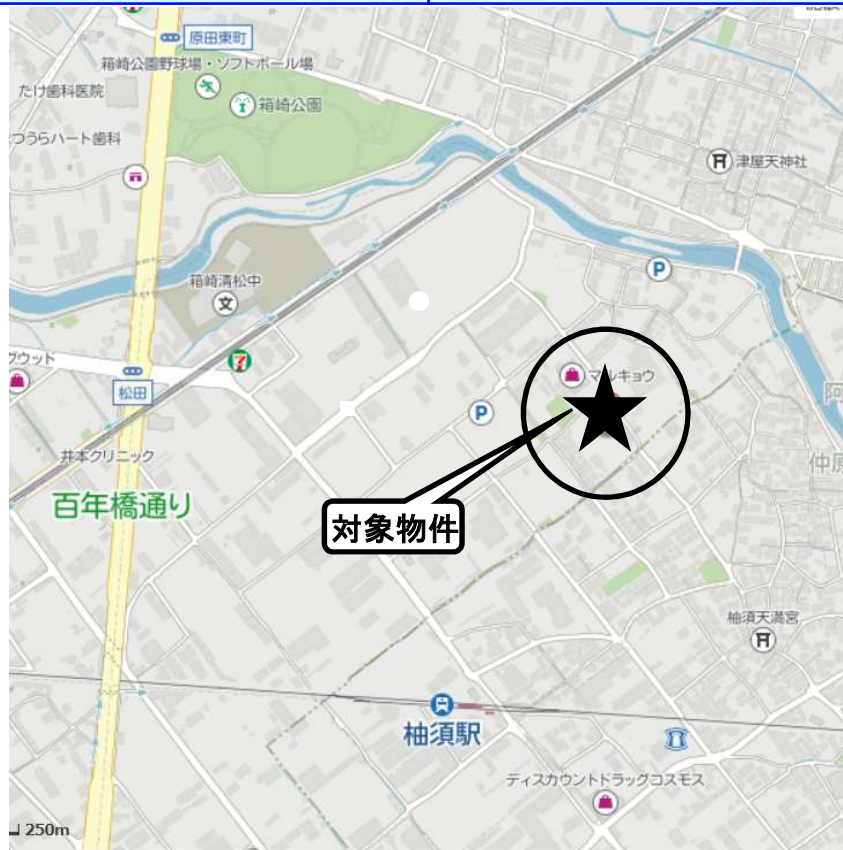 原田東町
箱崎公園野球場・ソフトボール場
たけ歯科医院
箱崎公園
つうらハート歯科
津屋天神社
箱崎清松中
P
文
グウッド
7
マルキョウ
松田
P
井本クリニック
仲原
百年橋通り
対象物件
柚須天満宮
柚須駅
ディスカウントドラッグコスモス
250m